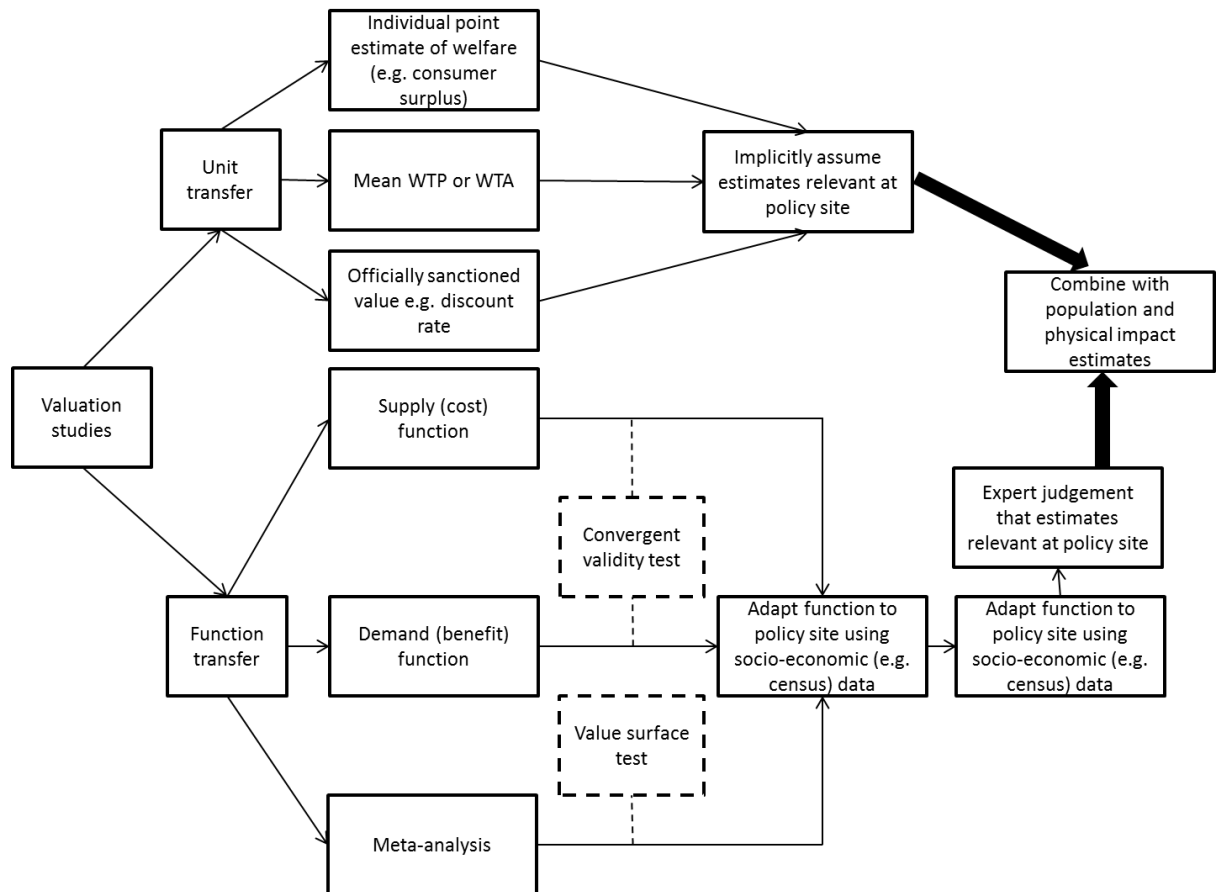 Individual point
estimate of welfare
(e.g. consumer
surplus)
Unit
transfer
Mean WTP or WTA
Implicitly assume
estimates relevant at
policy site
Officially sanctioned
value e.g. discount
rate
Combine with
population and
physical impact
estimates
Valuation
studies
Supply (cost)
function
Convergent
validity test
Expert judgement
that estimates
relevant at policy site
Function
transfer
Demand (benefit)
function
Adapt function to
policy site using
socio-economic (e.g.
census) data
Adapt function to
policy site using
socio-economic (e.g.
census) data
Value surface
test
Meta-analysis